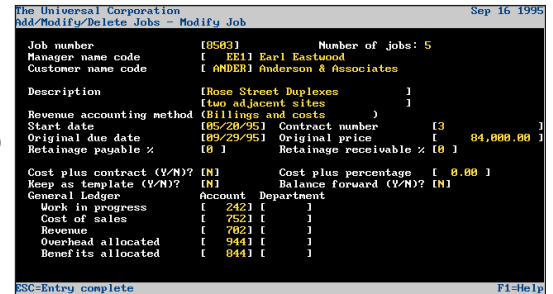 The Universal Corporation Sep 16 1995
Add/Modify/Delete Jobs - Modify Job
Job number [8503] Number of jobs: 5
Manager name code [ EE1] Earl Eastwood
Customer name code [ ANDER] Anderson & Associates
Description [Rose Street Duplexes ]
[two adjacent sites ]
Revenue accounting method (Billings and costs )
Start date [05/20/95] Contract number [3 ]
Original due date [09/29/95] Original price [ 84,000.00 ]
Retainage payable % [0 ] Retainage receivable % [0 ]
Cost plus contract (Y/N)? [N] Cost plus percentage [ 0.00 ]
Keep as template (Y/N)? [N] Balance forward (Y/N)? [N]
General Ledger Account Department
Work in progress [ 242] [ ]
Cost of sales [ 752] [ ]
Revenue [ 702] [ ]
Overhead allocated [ 944] [ ]
Benefits allocated [ 844] [ ]
ESC=Entry complete F1=Help